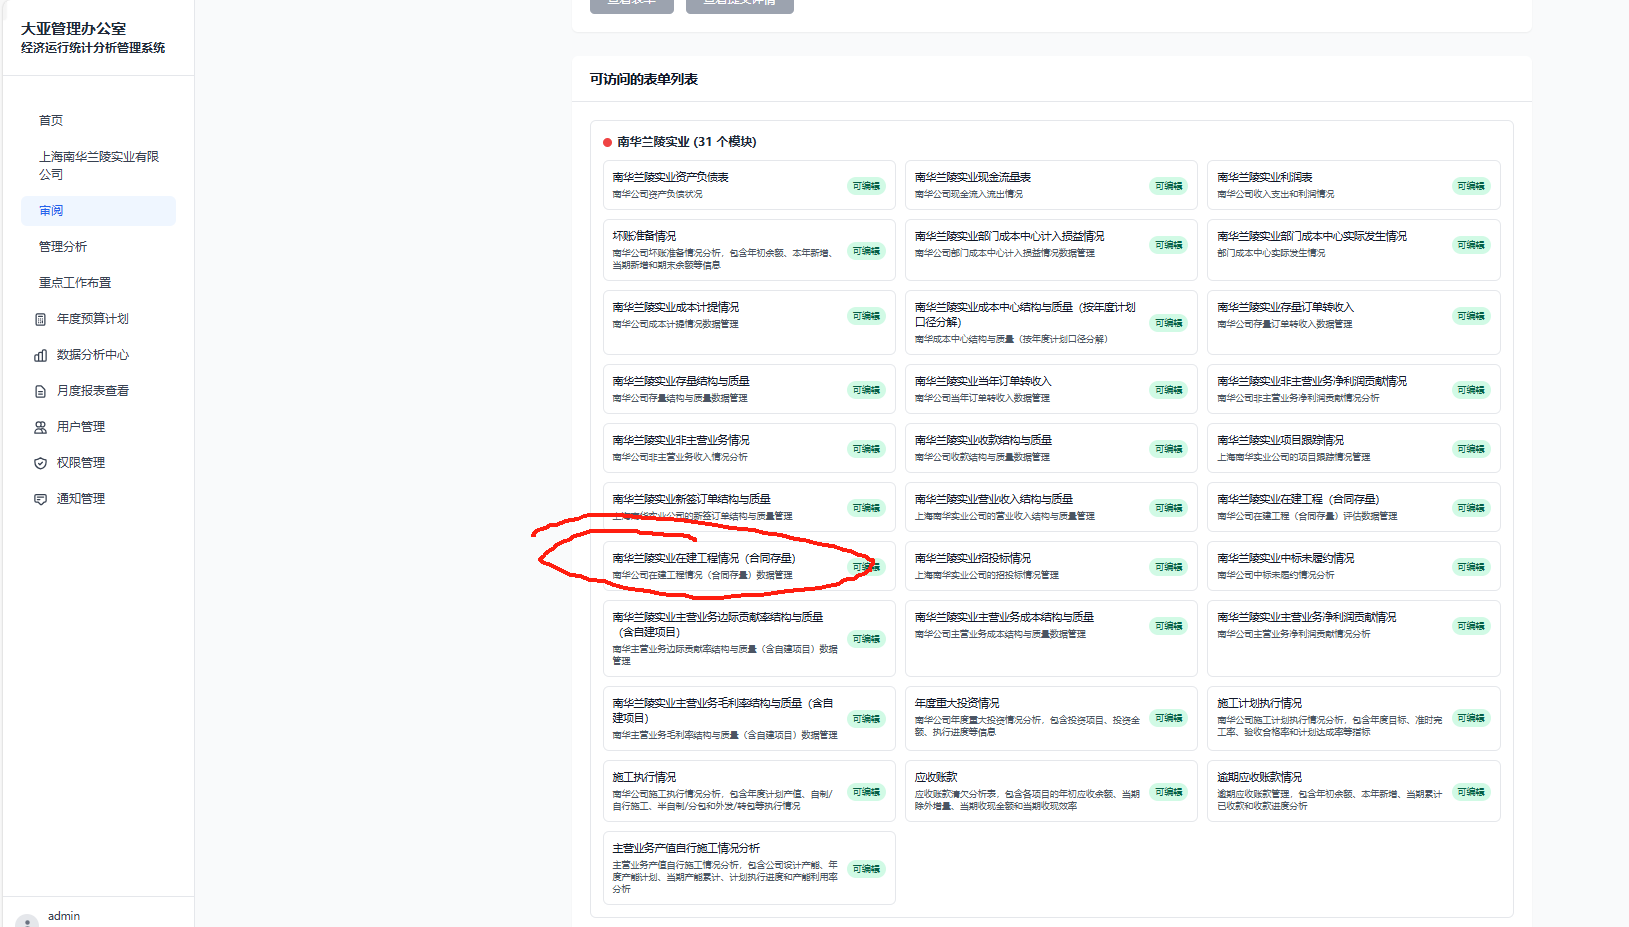 大亚管理办公室
经济运行统计分析管理系统
首页
上海南华兰陵实业有限
公司
审阅
管理分析
重点工作布置
年度预算计划
数据分析中心
月度报表查看
用户管理
权限管理
通知管理
admin
查看表单
查看提交详情
可访问的表单列表
南华兰陵实业 (31 个模块)
南华兰陵实业资产负债表
南华公司资产负债状况
可编辑
南华兰陵实业现金流量表
南华公司现金流入流出情况
可编辑
南华兰陵实业利润表
南华公司收入支出和利润情况
可编辑
坏账准备情况
南华公司坏账准备情况分析，包含年初余额、本年新增、
当期新增和期末余额等信息
可编辑
南华兰陵实业部门成本中心计入损益情况
南华公司部门成本中心计入损益情况数据管理
可编辑
南华兰陵实业部门成本中心实际发生情况
部门成本中心实际发生情况
可编辑
南华兰陵实业成本计提情况
南华公司成本计提情况数据管理
可编辑
南华兰陵实业成本中心结构与质量（按年度计划
口径分解）
南华成本中心结构与质量（按年度计划口径分解）
可编辑
南华兰陵实业存量订单转收入
南华公司存量订单转收入数据管理
可编辑
南华兰陵实业存量结构与质量
南华公司存量结构与质量数据管理
可编辑
南华兰陵实业当年订单转收入
南华公司当年订单转收入数据管理
可编辑
南华兰陵实业非主营业务净利润贡献情况
南华公司非主营业务净利润贡献情况分析
可编辑
南华兰陵实业非主营业务情况
南华公司非主营业务收入情况分析
可编辑
南华兰陵实业收款结构与质量
南华公司收款结构与质量数据管理
可编辑
南华兰陵实业项目跟踪情况
上海南华实业公司的项目跟踪情况管理
可编辑
南华兰陵实业新签订单结构与质量
上海南华实业公司的新签订单结构与质量管理
可编辑
南华兰陵实业营业收入结构与质量
上海南华实业公司的营业收入结构与质量管理
可编辑
南华兰陵实业在建工程（合同存量）
南华公司在建工程（合同存量）评估数据管理
可编辑
南华兰陵实业在建工程情况（合同存量）
南华公司在建工程情况（合同存量）数据管理
可编辑
南华兰陵实业招投标情况
上海南华实业公司的招投标情况管理
可编辑
南华兰陵实业中标未履约情况
南华公司中标未履约情况分析
可编辑
南华兰陵实业主营业务边际贡献率结构与质量
（含自建项目）
南华主营业务边际贡献率结构与质量（含自建项目）数据
管理
可编辑
南华兰陵实业主营业务成本结构与质量
南华公司主营业务成本结构与质量数据管理
可编辑
南华兰陵实业主营业务净利润贡献情况
南华公司主营业务净利润贡献情况分析
可编辑
南华兰陵实业主营业务毛利率结构与质量（含自
建项目）
南华主营业务毛利率结构与质量（含自建项目）数据管理
可编辑
年度重大投资情况
南华公司年度重大投资情况分析，包含投资项目、投资金
额、执行进度等信息
可编辑
施工计划执行情况
南华公司施工计划执行情况分析，包含年度目标、准时完
工率、验收合格率和计划达成率等指标
可编辑
施工执行情况
南华公司施工执行情况分析，包含年度计划产值、自制/
自行施工、半自制/分包和外发/转包等执行情况
可编辑
应收账款
应收账款清欠分析表，包含各项目的年初应收余额、当期
除外增量、当期收现金额和当期收现效率
可编辑
逾期应收账款情况
逾期应收账款管理，包含年初余额、本年新增、当期累计
已收款和收款进度分析
可编辑
主营业务产值自行施工情况分析
主营业务产值自行施工情况分析，包含公司设计产能、年
度产能计划、当期产能累计、计划执行进度和产能利用率
分析
可编辑